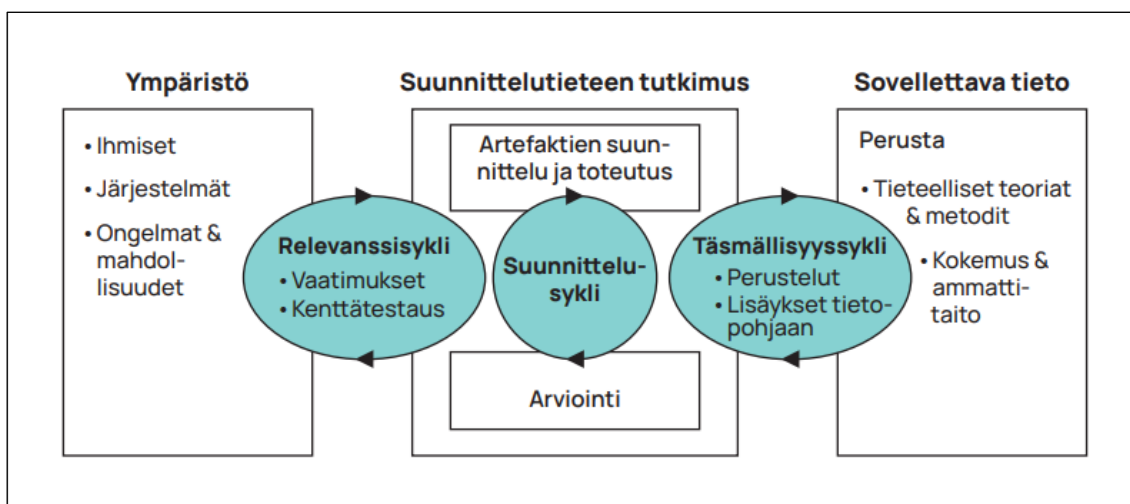 Ympäristö
• Ihmiset
• Järjestelmät
• Ongelmat &
mahdol-
lisuudet
Relevanssisykli
• Vaatimukset
• Kenttätestaus
Suunnittelutieteen tutkimus
Artefaktien suun-
nittelu ja toteutus
Suunnittelu-
sykli
Arviointi
Täsmällisyyssykli
• Perustelut
• Lisäykset tieto-
pohjaan
Sovellettava tieto
Perusta
• Tieteelliset teoriat
& metodit
• Kokemus &
ammatti-
taito